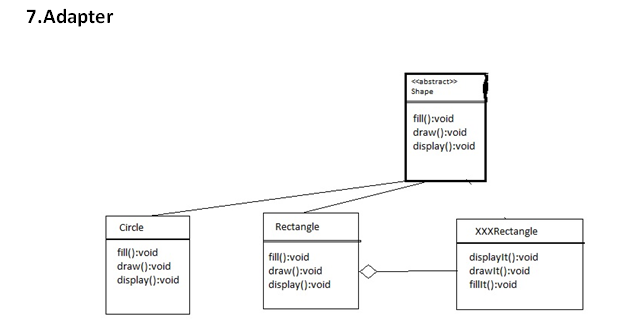 7.Adapter
<<abstract>>
Shape
fill():void
draw():void
display():void
Circle
fill():void
draw():void
display():void
Rectangle
fill():void
draw():void
display():void
XXXRectangle
displayIt():void
drawIt():void
fillIt():void